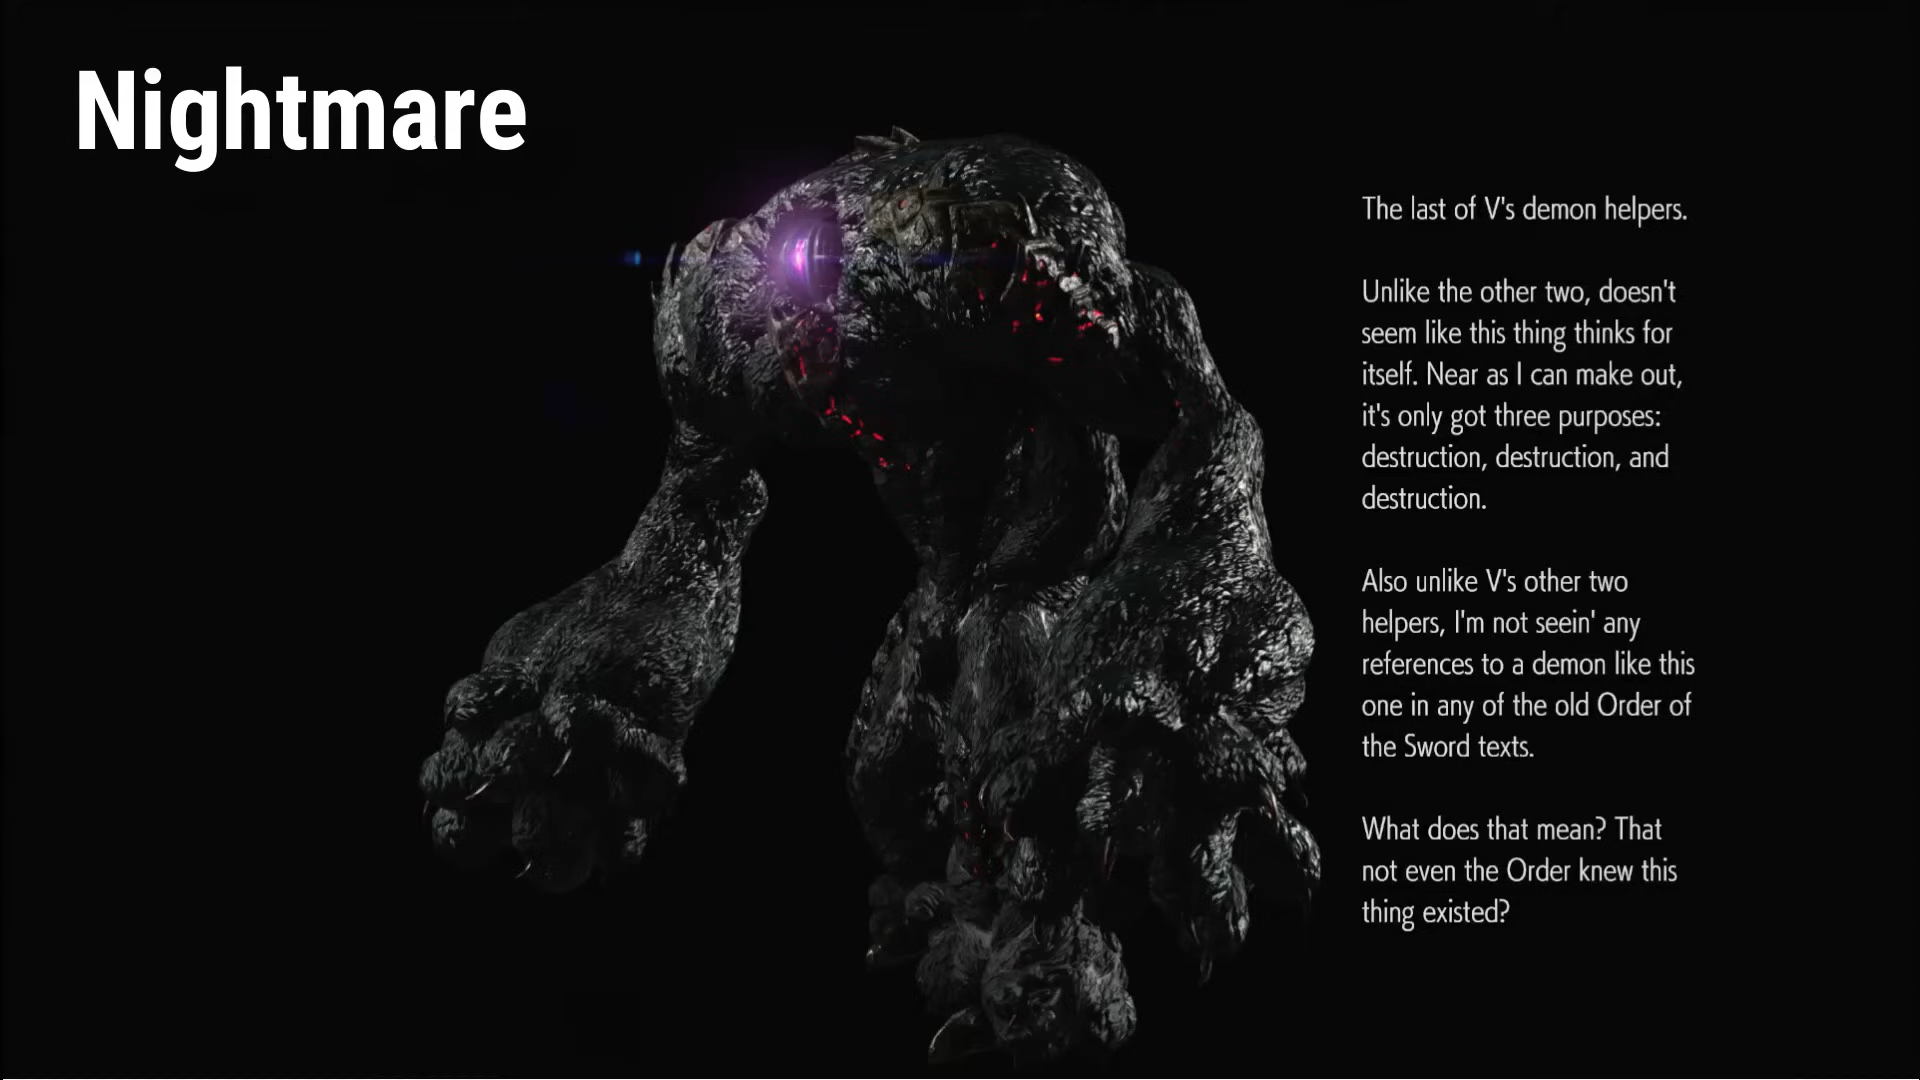 Nightmare
The last of V's demon helpers.
Unlike the other two, doesn't
seem like this thing thinks for
itself. Near as I can make out,
it's only got three purposes:
destruction, destruction, and
destruction.
Also unlike V's other two
helpers, I'm not seein' any
references to a demon like this
one in any of the old Order of
the Sword texts.
What does that mean? That
not even the Order knew this
thing existed?